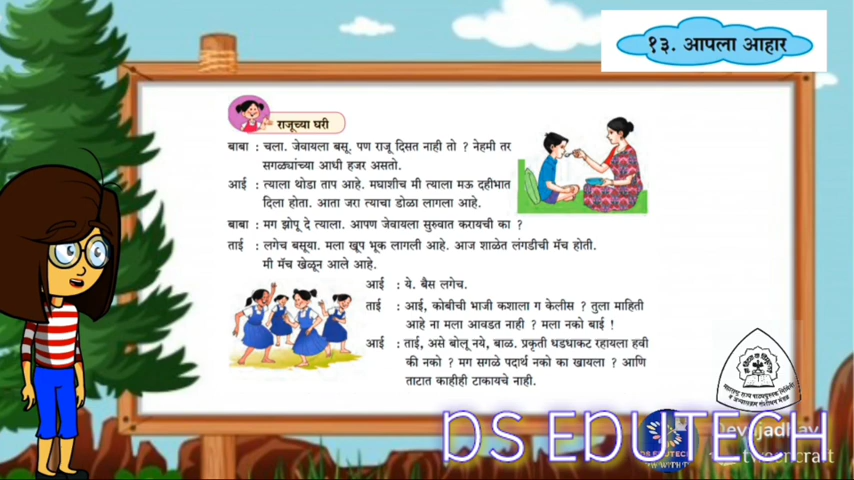 १३. आपला आहार
राजूच्या घरी
बाबा : चला. जेवायला बसू. पण राजू दिसत नाही तो ? नेहमी तर
सगळ्यांच्या आधी हजर असतो.
आई : त्याला थोडा ताप आहे. मघाशीच मी त्याला मऊ दहीभात
दिला होता. आता जरा त्याचा डोळा लागला आहे.
बाबा : मग झोपू दे त्याला. आपण जेवायला सुरुवात करायची का ?
ताई : लगेच बसूया. मला खूप भूक लागली आहे. आज शाळेत लंगडीची मॅच होती.
मी मॅच खेळून आले आहे.
आई : ये. बैस लगेच.
ताई : आई, कोबीची भाजी कशाला ग केलीस ? तुला माहिती
आहे ना मला आवडत नाही ? मला नको बाई !
आई : ताई, असे बोलू नये, बाळ. प्रकृती धडधाकट रहायला हवी
की नको ? मग सगळे पदार्थ नको का खायला ? आणि
ताटात काहीही टाकायचे नाही.
DS EDUTECH